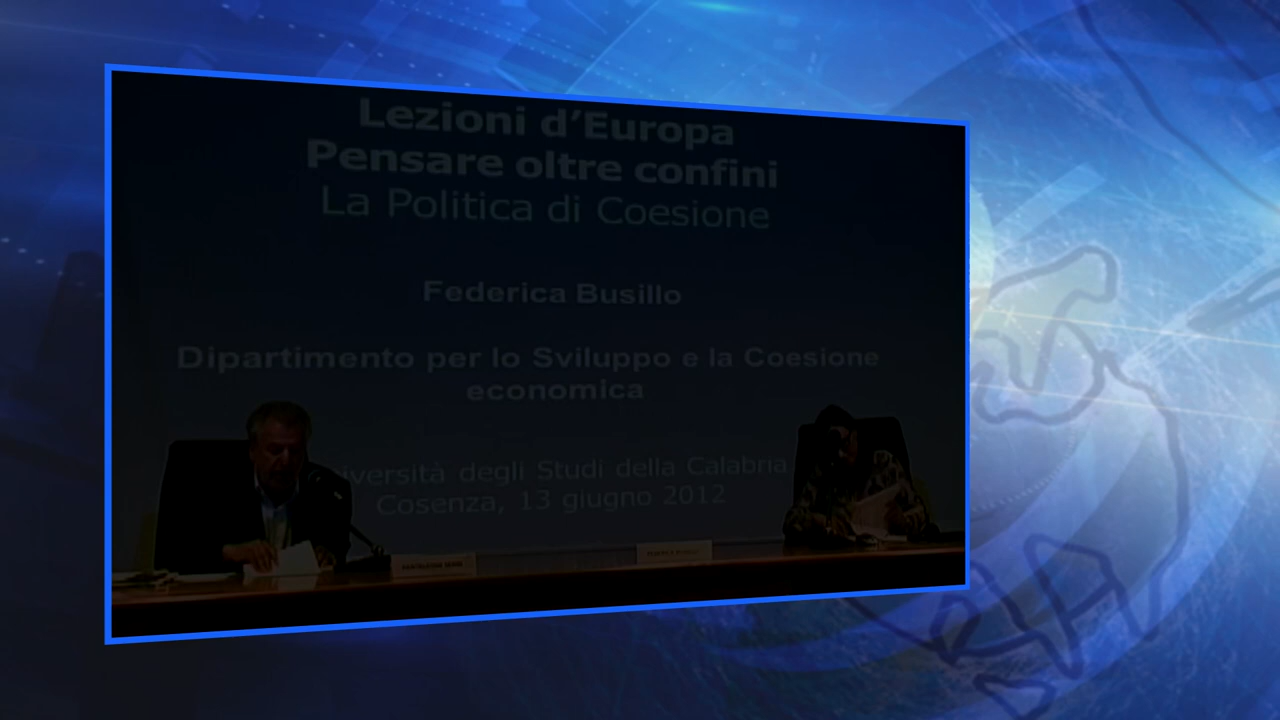 Lezioni d'Europa
Pensare oltre confini
La Politica di Coesione
Federica Busillo
Dipartimento per lo Sviluppo e la Coesione
economica
degli Studi della Calabria
Cosenza, 13 giugno 2012